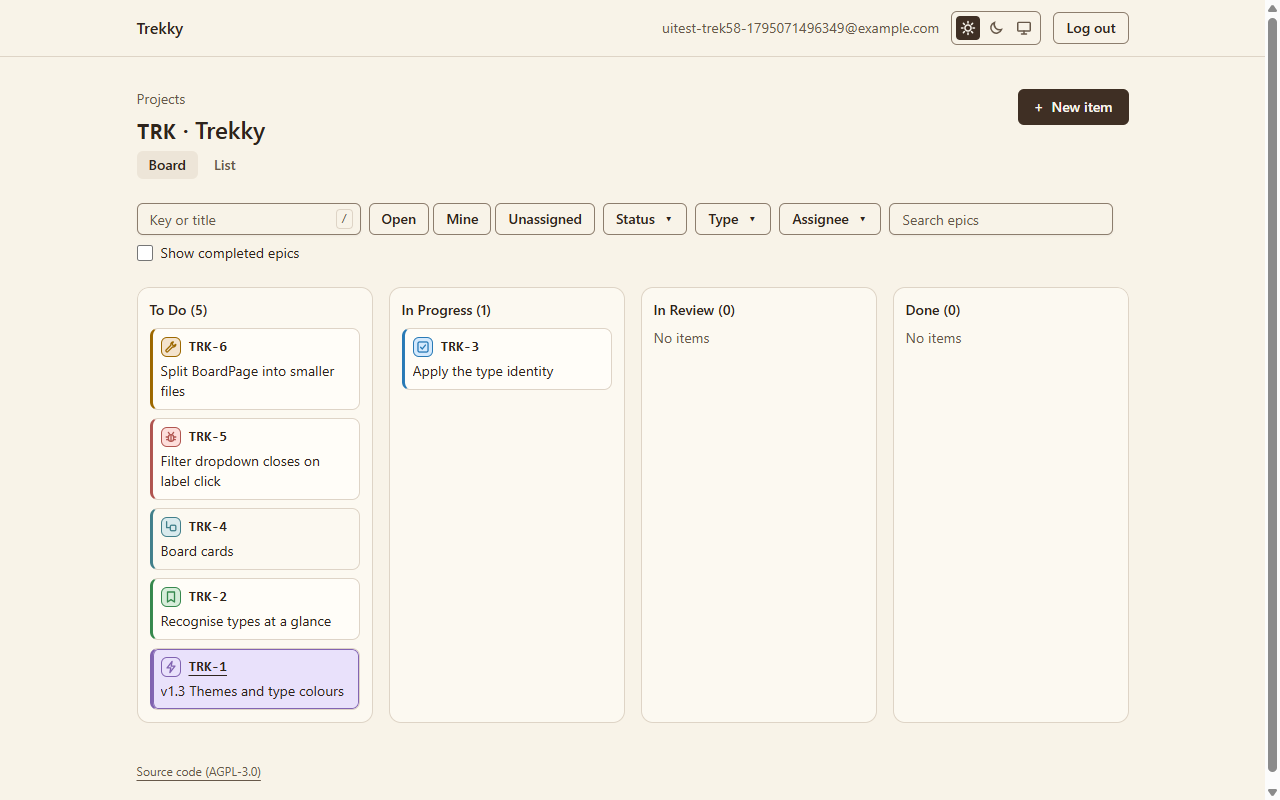 Trekky
uitest-trek58-1795071496349@example.com
Log out
Projects
TRK · Trekky
+ New item
Board
List
Key or title
/
Open
Mine
Unassigned
Status
Type
Assignee
Search epics
Show completed epics
To Do (5)
TRK-6
Split BoardPage into smaller
files
TRK-5
Filter dropdown closes on
label click
TRK-4
Board cards
TRK-2
Recognise types at a glance
TRK-1
v1.3 Themes and type colours
In Progress (1)
TRK-3
Apply the type identity
In Review (0)
No items
Done (0)
No items
Source code (AGPL-3.0)